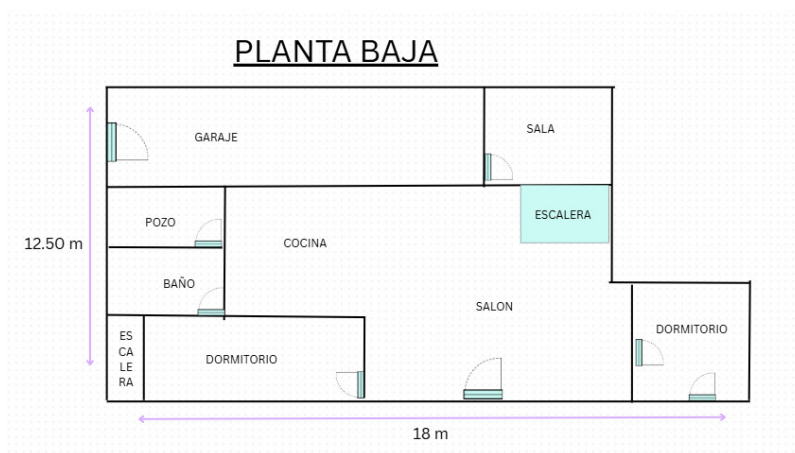 PLANTA BAJA
GARAJE
SALA
POZO
ESCALERA
12.50 m
COCINA
BAÑO
SALON
ES
CA
LE
RA
DORMITORIO
DORMITORIO
18 m